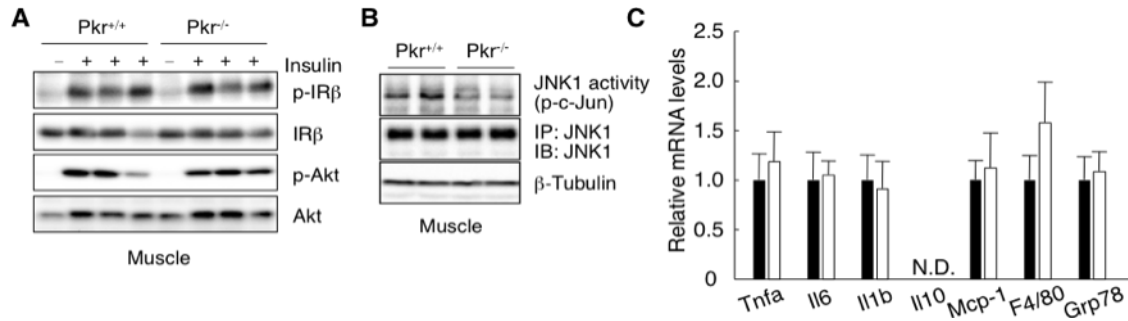 A
Pkr+/+ Pkr-/-
– + + + – + + + Insulin
p-IRβ
IRβ
p-Akt
Akt
Muscle
B
Pkr+/+ Pkr-/-
JNK1 activity
(p-c-Jun)
IP: JNK1
IB: JNK1
β-Tubulin
Muscle
C
Relative mRNA levels
2.5
2.0
1.5
1.0
0.5
0
N.D.
Tnfa Il6 Il1b Il10 Mcp-1 F4/80 Grp78